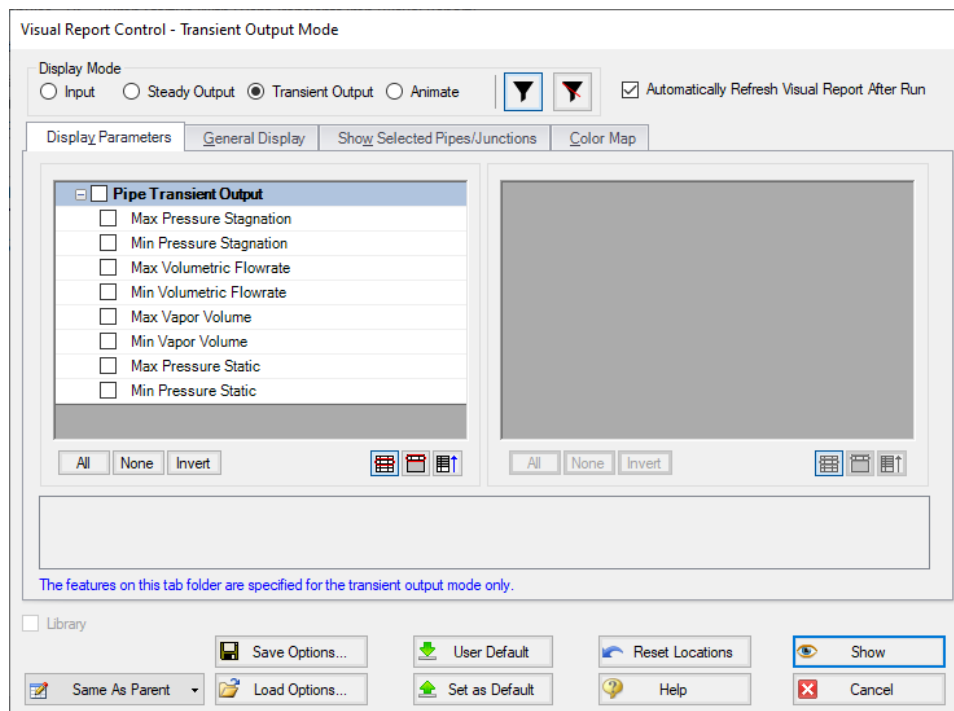 Visual Report Control - Transient Output Mode
Display Mode
Input Steady Output Transient Output Animate Automatically Refresh Visual Report After Run
Display Parameters General Display Show Selected Pipes/Junctions Color Map
Pipe Transient Output
Max Pressure Stagnation
Min Pressure Stagnation
Max Volumetric Flowrate
Min Volumetric Flowrate
Max Vapor Volume
Min Vapor Volume
Max Pressure Static
Min Pressure Static
All None Invert All None Invert
The features on this tab folder are specified for the transient output mode only.
Library
Save Options... User Default Reset Locations Show
Same As Parent Load Options... Set as Default Help Cancel